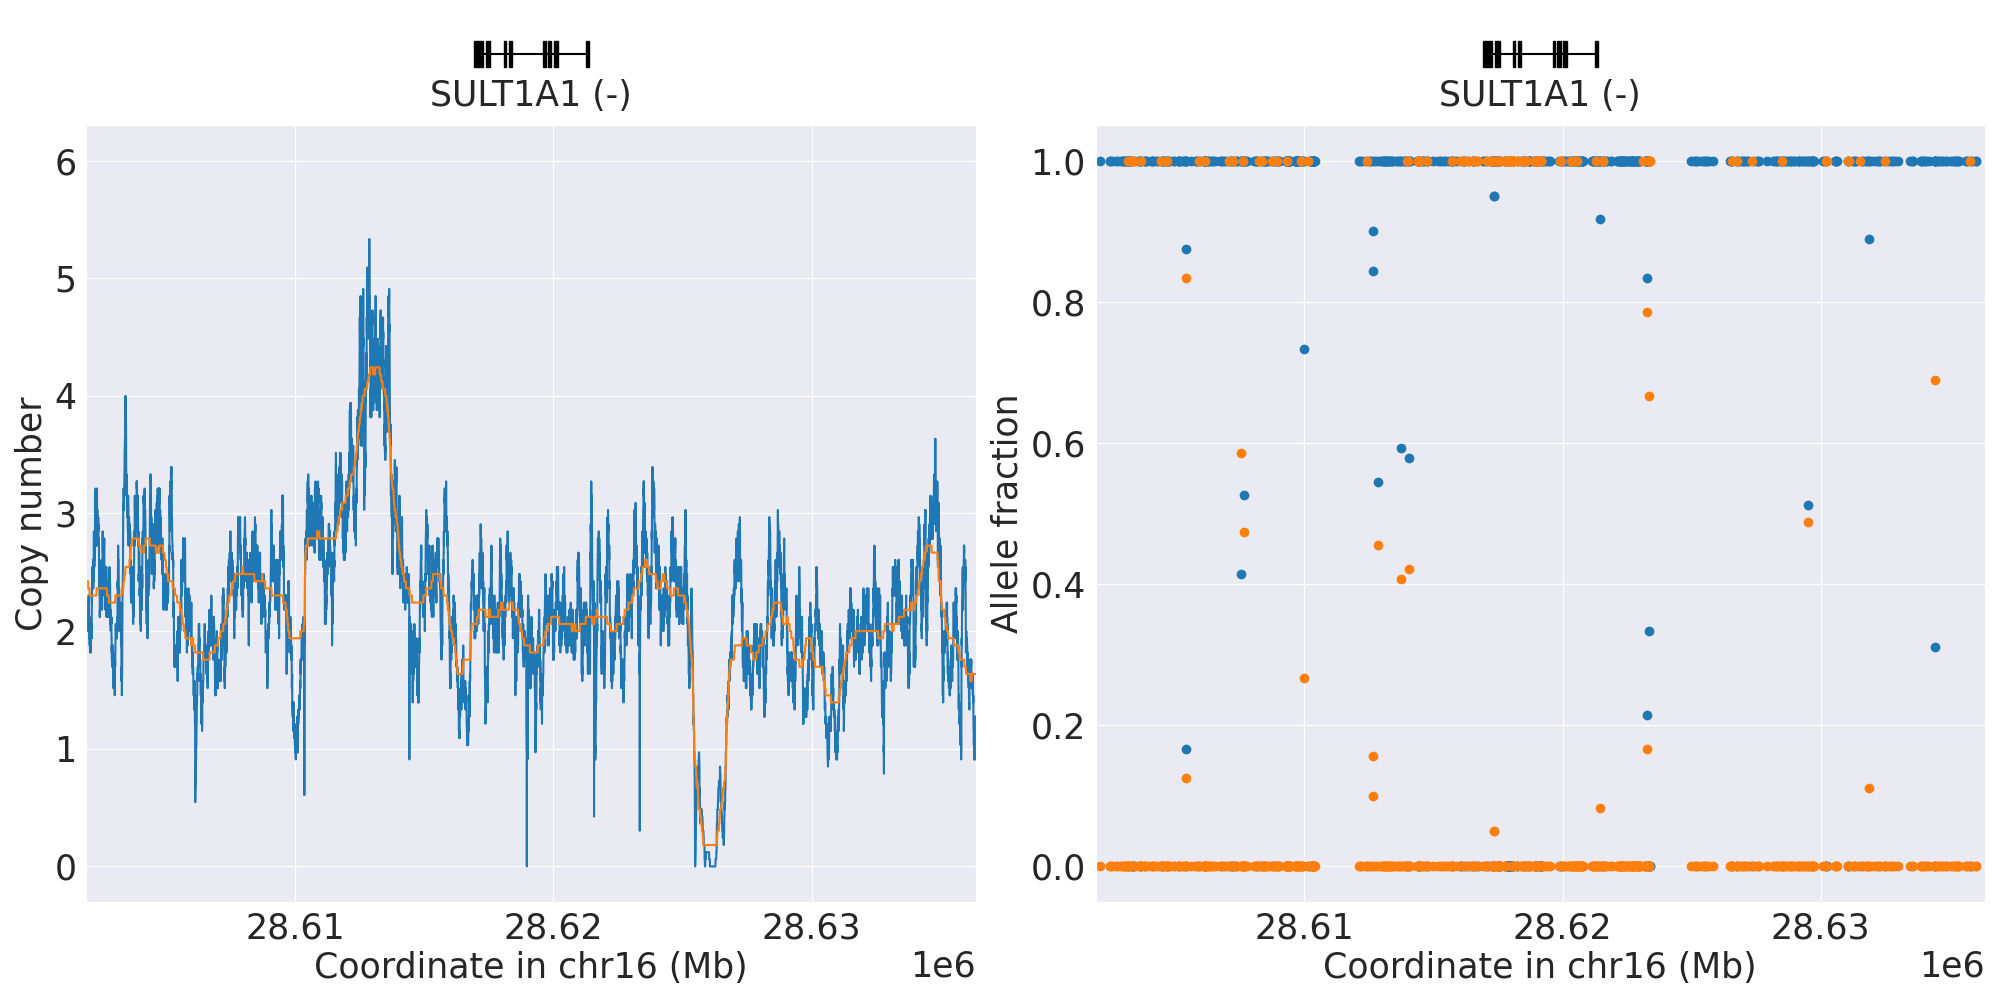 SULT1A1 (-)
6
5
4
3
2
1
0
Copy number
28.61
28.62
28.63
Coordinate in chr16 (Mb)
1e6
SULT1A1 (-)
1.0
0.8
0.6
0.4
0.2
0.0
Allele fraction
28.61
28.62
28.63
Coordinate in chr16 (Mb)
1e6